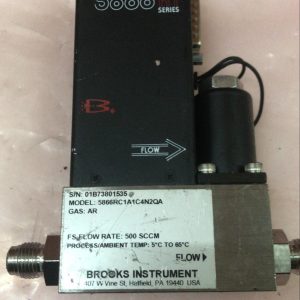 5866
SERIES
B®
FLOW
S/N: 01B73801535 @
MODEL: 5866RC1A1C4N2QA
GAS: AR
FS FLOW RATE: 500 SCCM
PROCESS/AMBIENT TEMP: 5°C TO 65°C
FLOW
BROOKS INSTRUMENT
407 W Vine St, Hatfield, PA 19440 USA